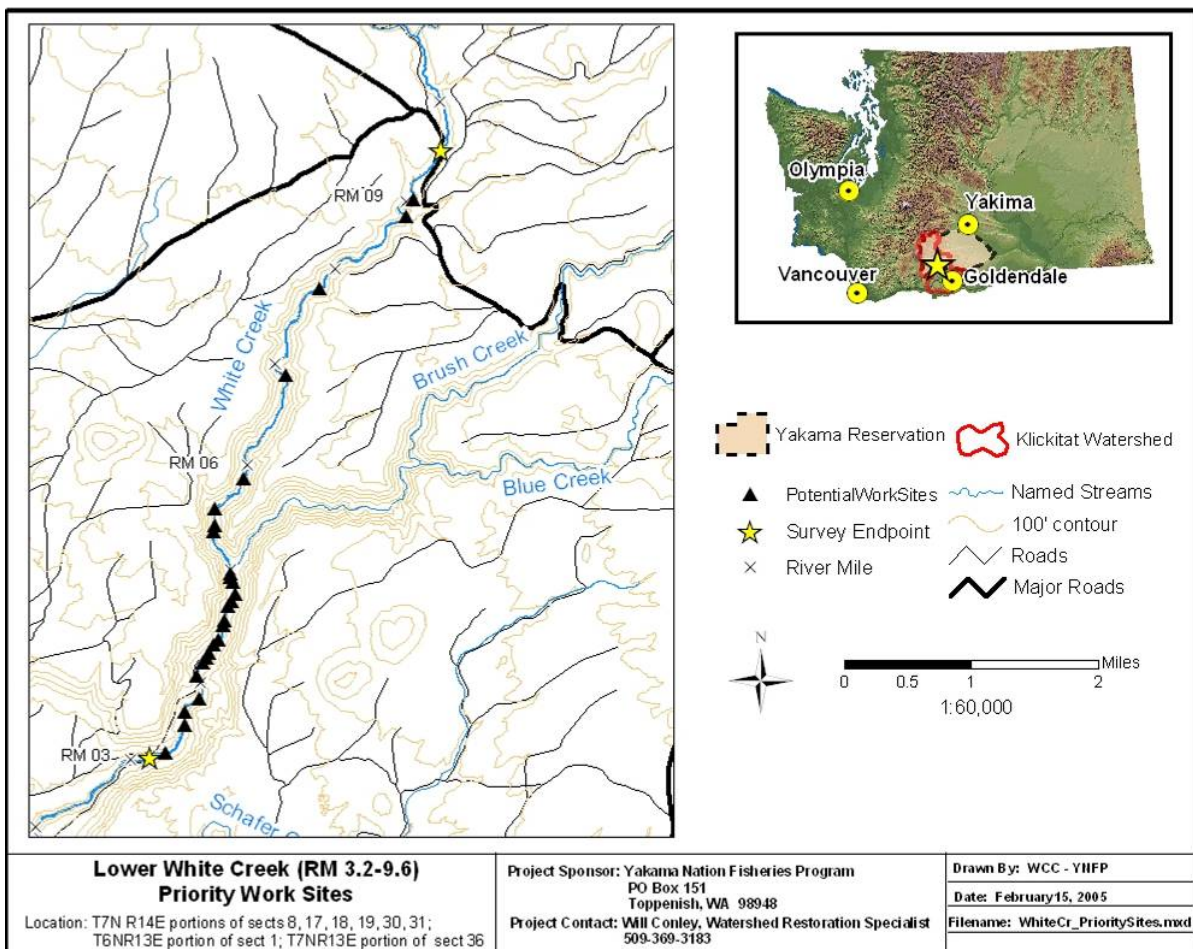 RM 09
White Creek
Brush Creek
RM 06
Blue Creek
RM 03
Schafer
Olympia
Yakima
Vancouver
Goldendale
Yakama Reservation
Klickitat Watershed
PotentialWorkSites
Named Streams
Survey Endpoint
100' contour
River Mile
Roads
Major Roads
N
Miles
0 0.5 1 2
1:60,000
Lower White Creek (RM 3.2-9.6)
Priority Work Sites
Location: T7N R14E portions of sects 8, 17, 18, 19, 30, 31;
T6NR13E portion of sect 1; T7NR13E portion of sect 36
Project Sponsor: Yakama Nation Fisheries Program
PO Box 151
Toppenish, WA 98948
Project Contact: Will Conley, Watershed Restoration Specialist
509-369-3183
Drawn By: WCC - YNFP
Date: February15, 2005
Filename: WhiteCr_PrioritySites.mxd